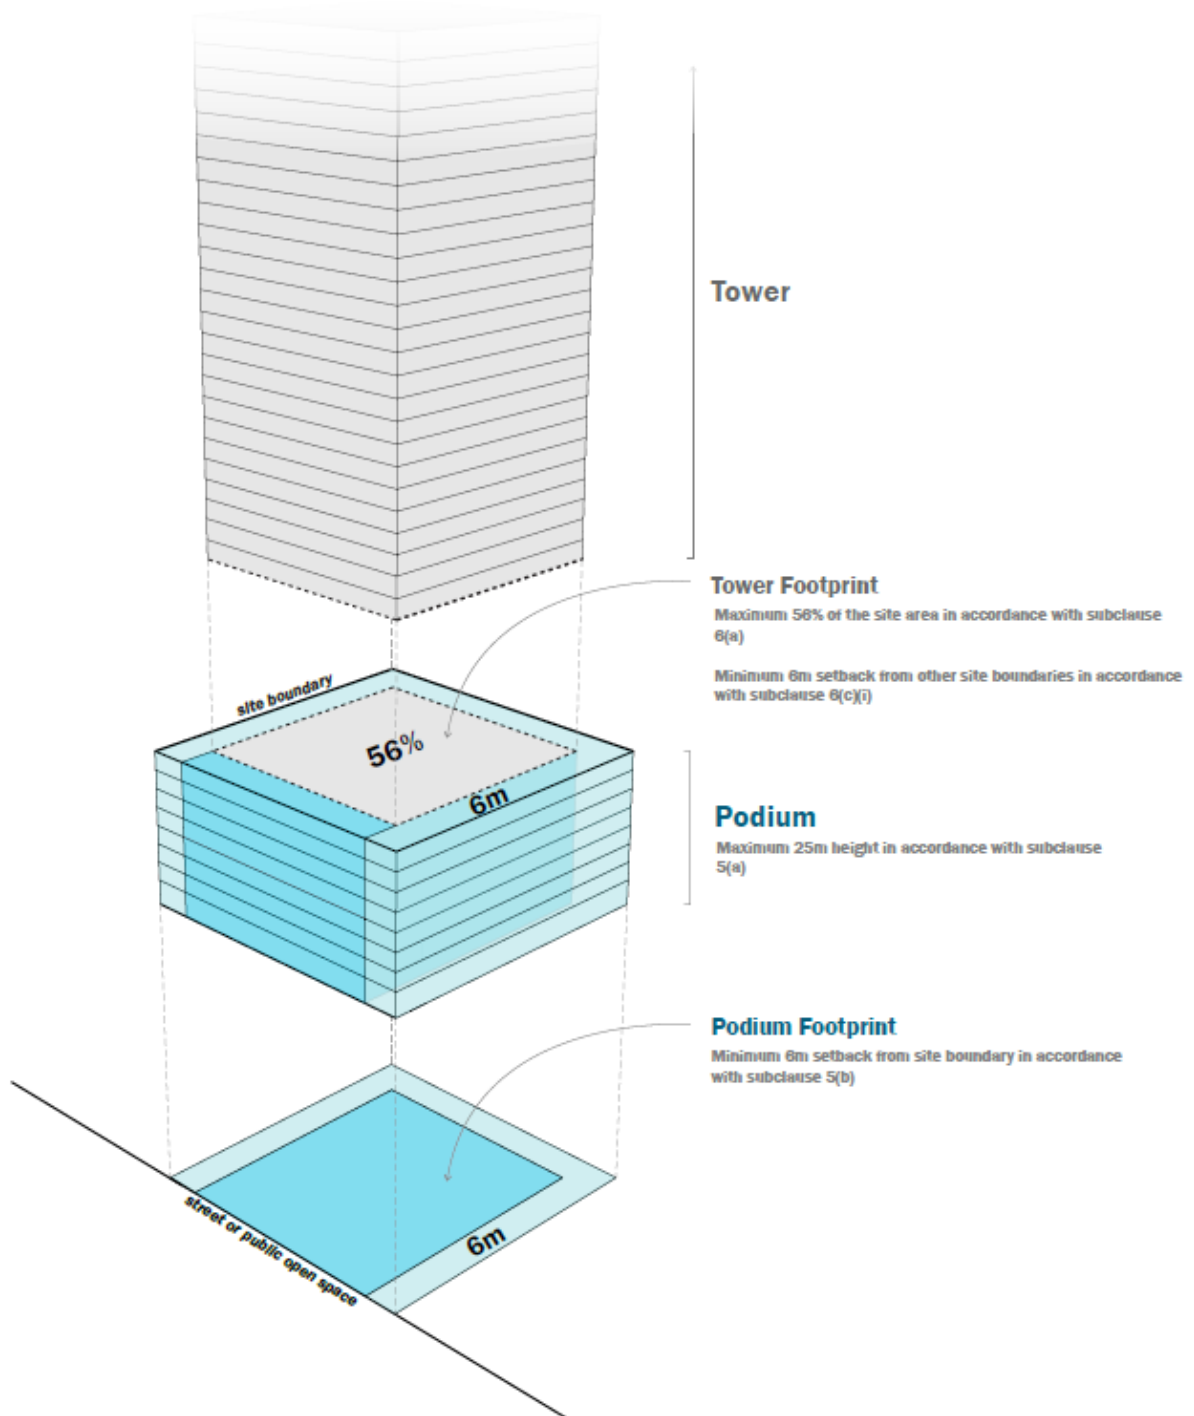 Tower
Tower Footprint
Maximum 56% of the site area in accordance with subclause
6(a)
Minimum 6m setback from other site boundaries in accordance
with subclause 6(c)(i)
site boundary
56%
6m
Podium
Maximum 25m height in accordance with subclause
5(a)
Podium Footprint
Minimum 6m setback from site boundary in accordance
with subclause 5(b)
street or public open space
6m